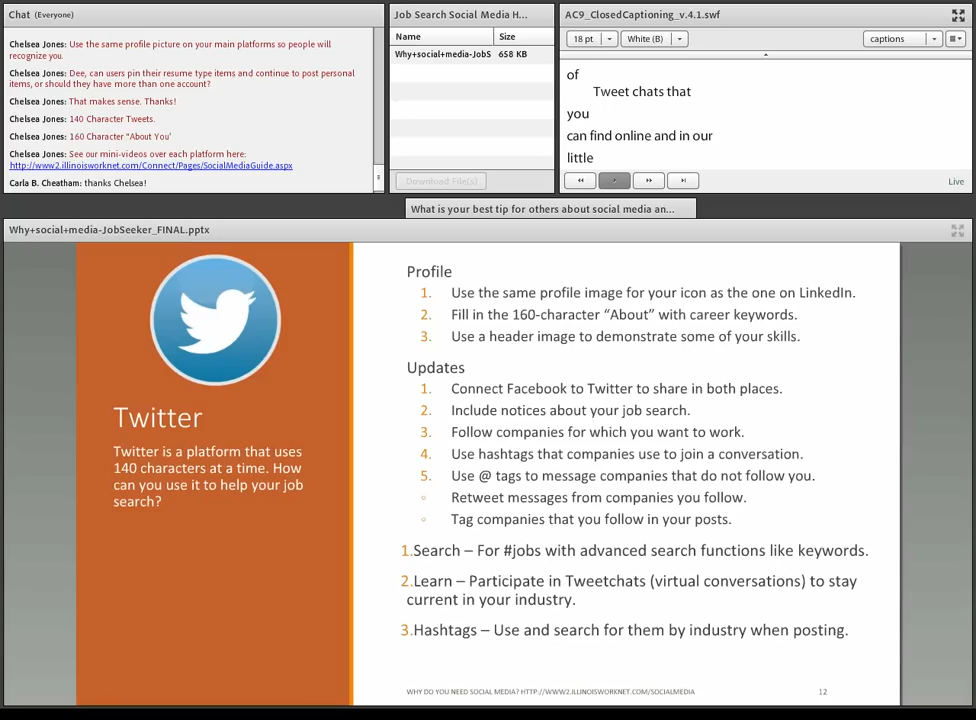 Chat (Everyone)
Chelsea Jones: Use the same profile picture on your main platforms so people will
recognize you.
Chelsea Jones: Dee, can users pin their resume type items and continue to post personal
items, or should they have more than one account?
Chelsea Jones: That makes sense. Thanks!
Chelsea Jones: 140 Character Tweets.
Chelsea Jones: 160 Character "About You'
Chelsea Jones: See our mini-videos over each platform here:
http://www2.illinoisworknet.com/Connect/Pages/SocialMediaGuide.aspx
Carla B. Cheatham: thanks Chelsea!
Job Search Social Media H...
Name Size
Why+social+media-JobS 658 KB
Download File(s)
AC9_ClosedCaptioning_v.4.1.swf
18 pt White (B) captions
of
Tweet chats that
you
can find online and in our
little
Live
What is your best tip for others about social media an...
Why+social+media-JobSeeker_FINAL.pptx
Twitter
Twitter is a platform that uses
140 characters at a time. How
can you use it to help your job
search?
Profile
1. Use the same profile image for your icon as the one on LinkedIn.
2. Fill in the 160-character “About” with career keywords.
3. Use a header image to demonstrate some of your skills.
Updates
1. Connect Facebook to Twitter to share in both places.
2. Include notices about your job search.
3. Follow companies for which you want to work.
4. Use hashtags that companies use to join a conversation.
5. Use @ tags to message companies that do not follow you.
◦ Retweet messages from companies you follow.
◦ Tag companies that you follow in your posts.
1.Search – For #jobs with advanced search functions like keywords.
2.Learn – Participate in Tweetchats (virtual conversations) to stay
current in your industry.
3.Hashtags – Use and search for them by industry when posting.
WHY DO YOU NEED SOCIAL MEDIA? HTTP://WWW2.ILLINOISWORKNET.COM/SOCIALMEDIA 12